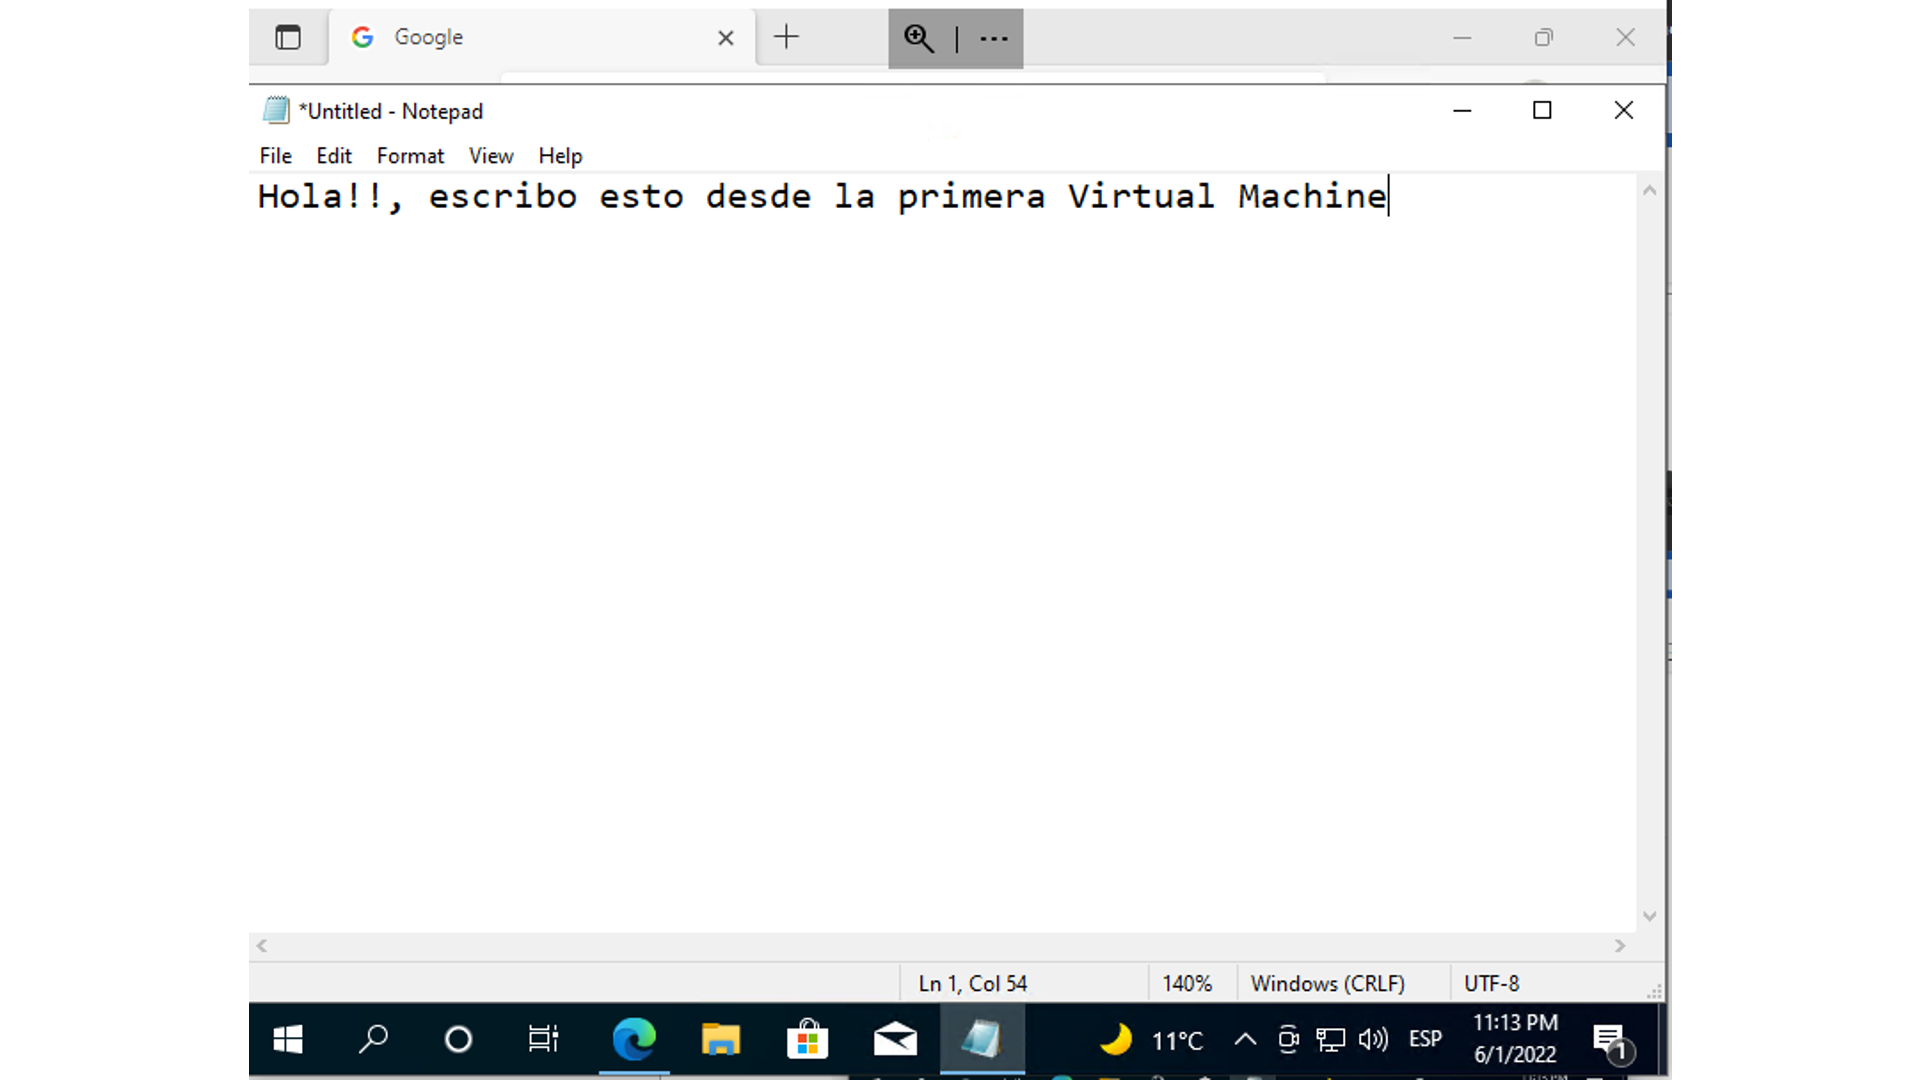 Google
*Untitled - Notepad
File Edit Format View Help
Hola!!, escribo esto desde la primera Virtual Machine
Ln 1, Col 54 140% Windows (CRLF) UTF-8
11°C ESP 11:13 PM
6/1/2022
1